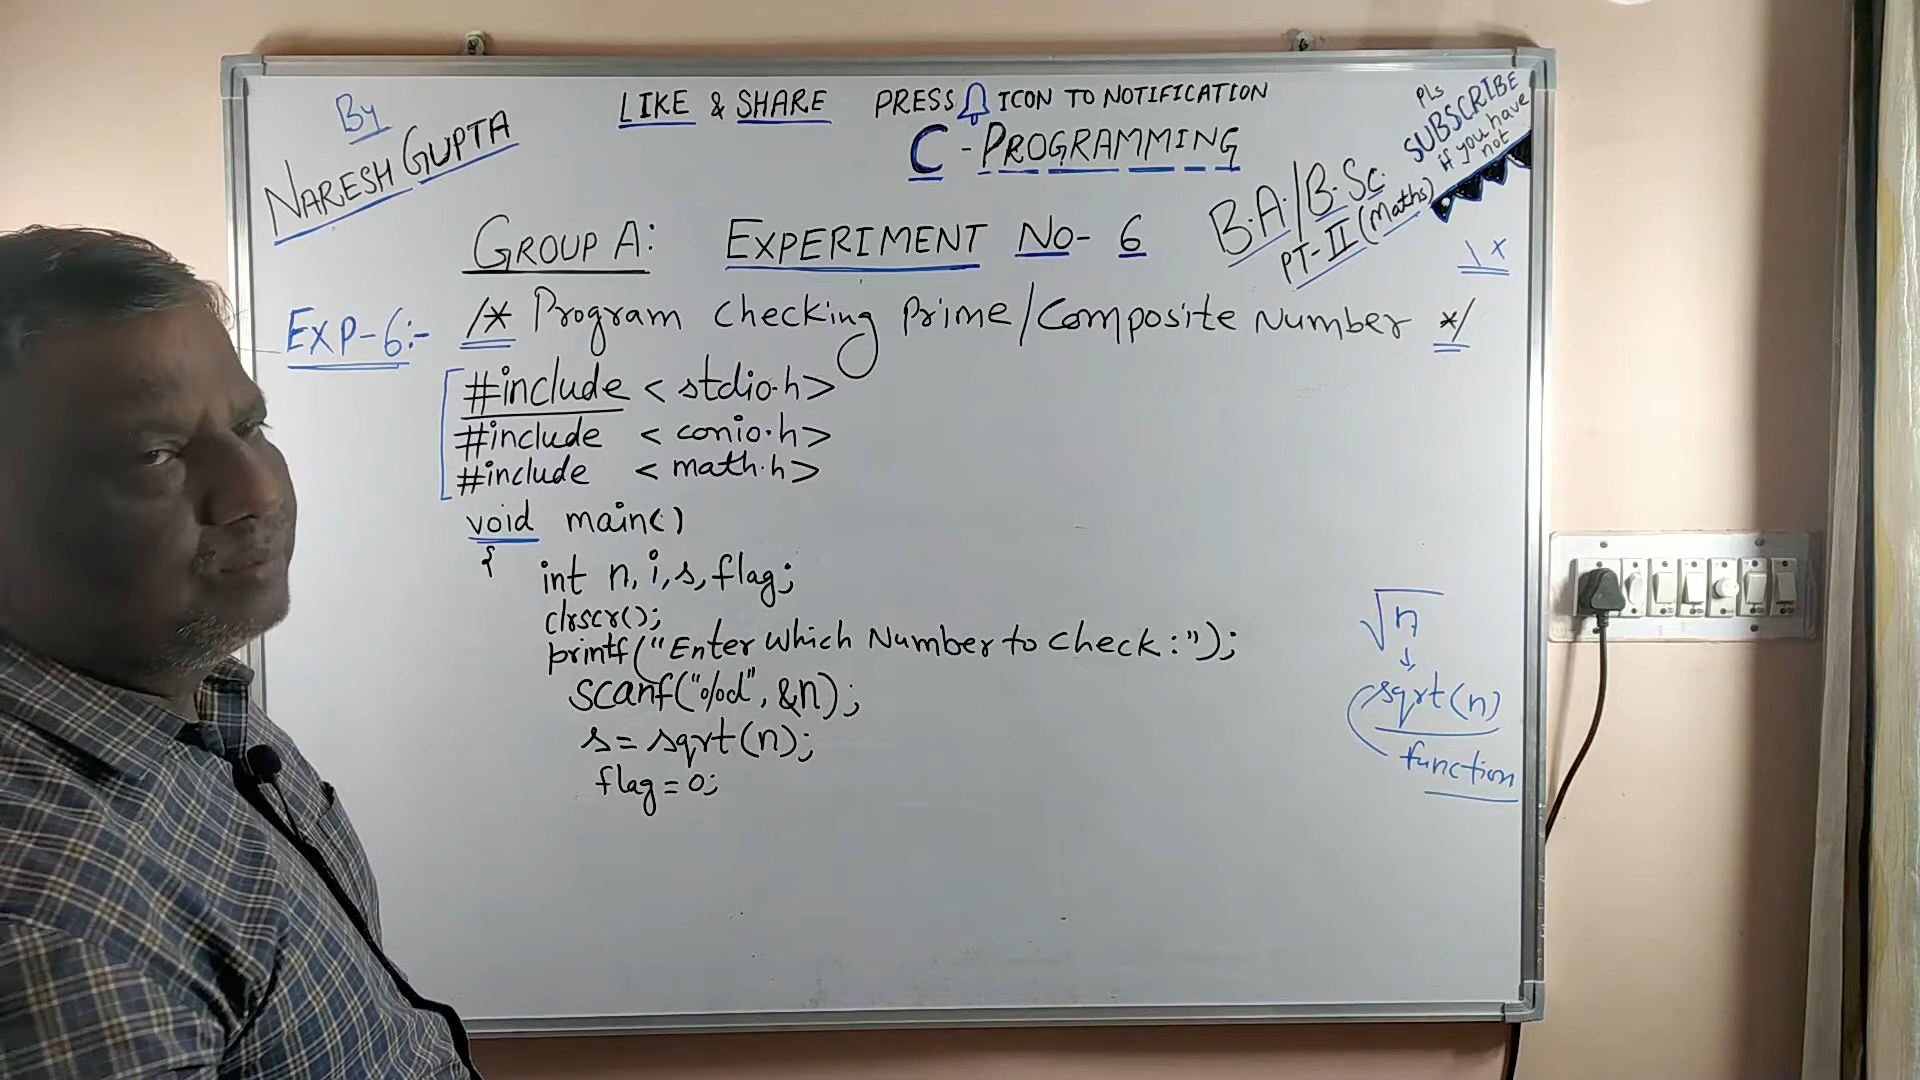 By
NARESH GUPTA
LIKE & SHARE PRESS ICON TO NOTIFICATION
C - PROGRAMMING
PLs
SUBSCRIBE
if you have
not
B.A./B.Sc.
PT-II (Maths)
GROUP A: EXPERIMENT NO- 6
\ *
EXP-6:- /* Program Checking Prime/Composite Number */
#include < stdio.h>
#include < conio.h>
#include < math.h>
void main()
{
int n, i, s, flag;
clrscr();
printf("Enter Which Number to Check :");
scanf("%d", &n);
s = sqrt(n);
flag = 0;
√n
↓
sqrt(n)
function